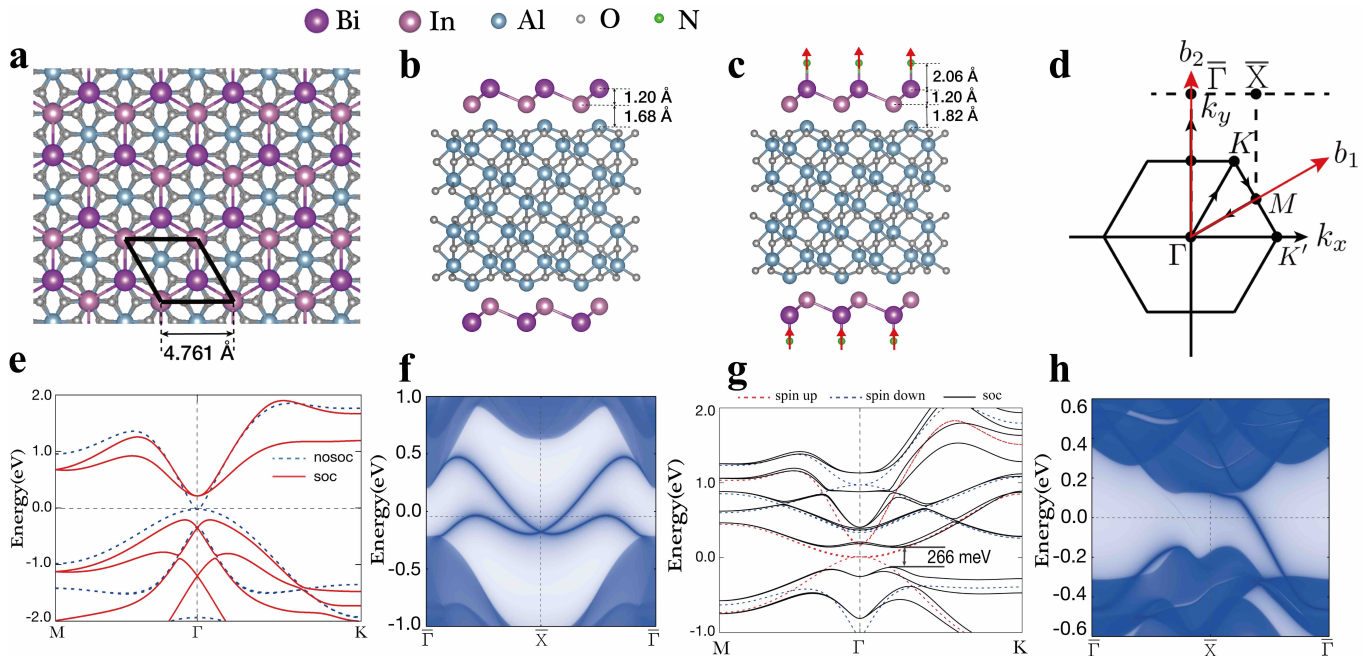 Bi In Al O N
a
4.761 Å
b
1.20 Å
1.68 Å
c
2.06 Å
1.20 Å
1.82 Å
d
b2
Γ̅ X̅
ky
K
b1
M
Γ
K′
kx
e
Energy(eV)
2.0
1.0
0.0
-1.0
-2.0
nosoc
soc
M Γ K
f
Energy(eV)
1.0
0.5
-0.0
-0.5
-1.0
Γ̅ X̅ Γ̅
g
spin up spin down soc
Energy(eV)
2.0
1.0
0.0
-1.0
266 meV
M Γ K
h
Energy(eV)
0.6
0.4
0.2
0.0
-0.2
-0.4
-0.6
Γ̅ X̅ Γ̅